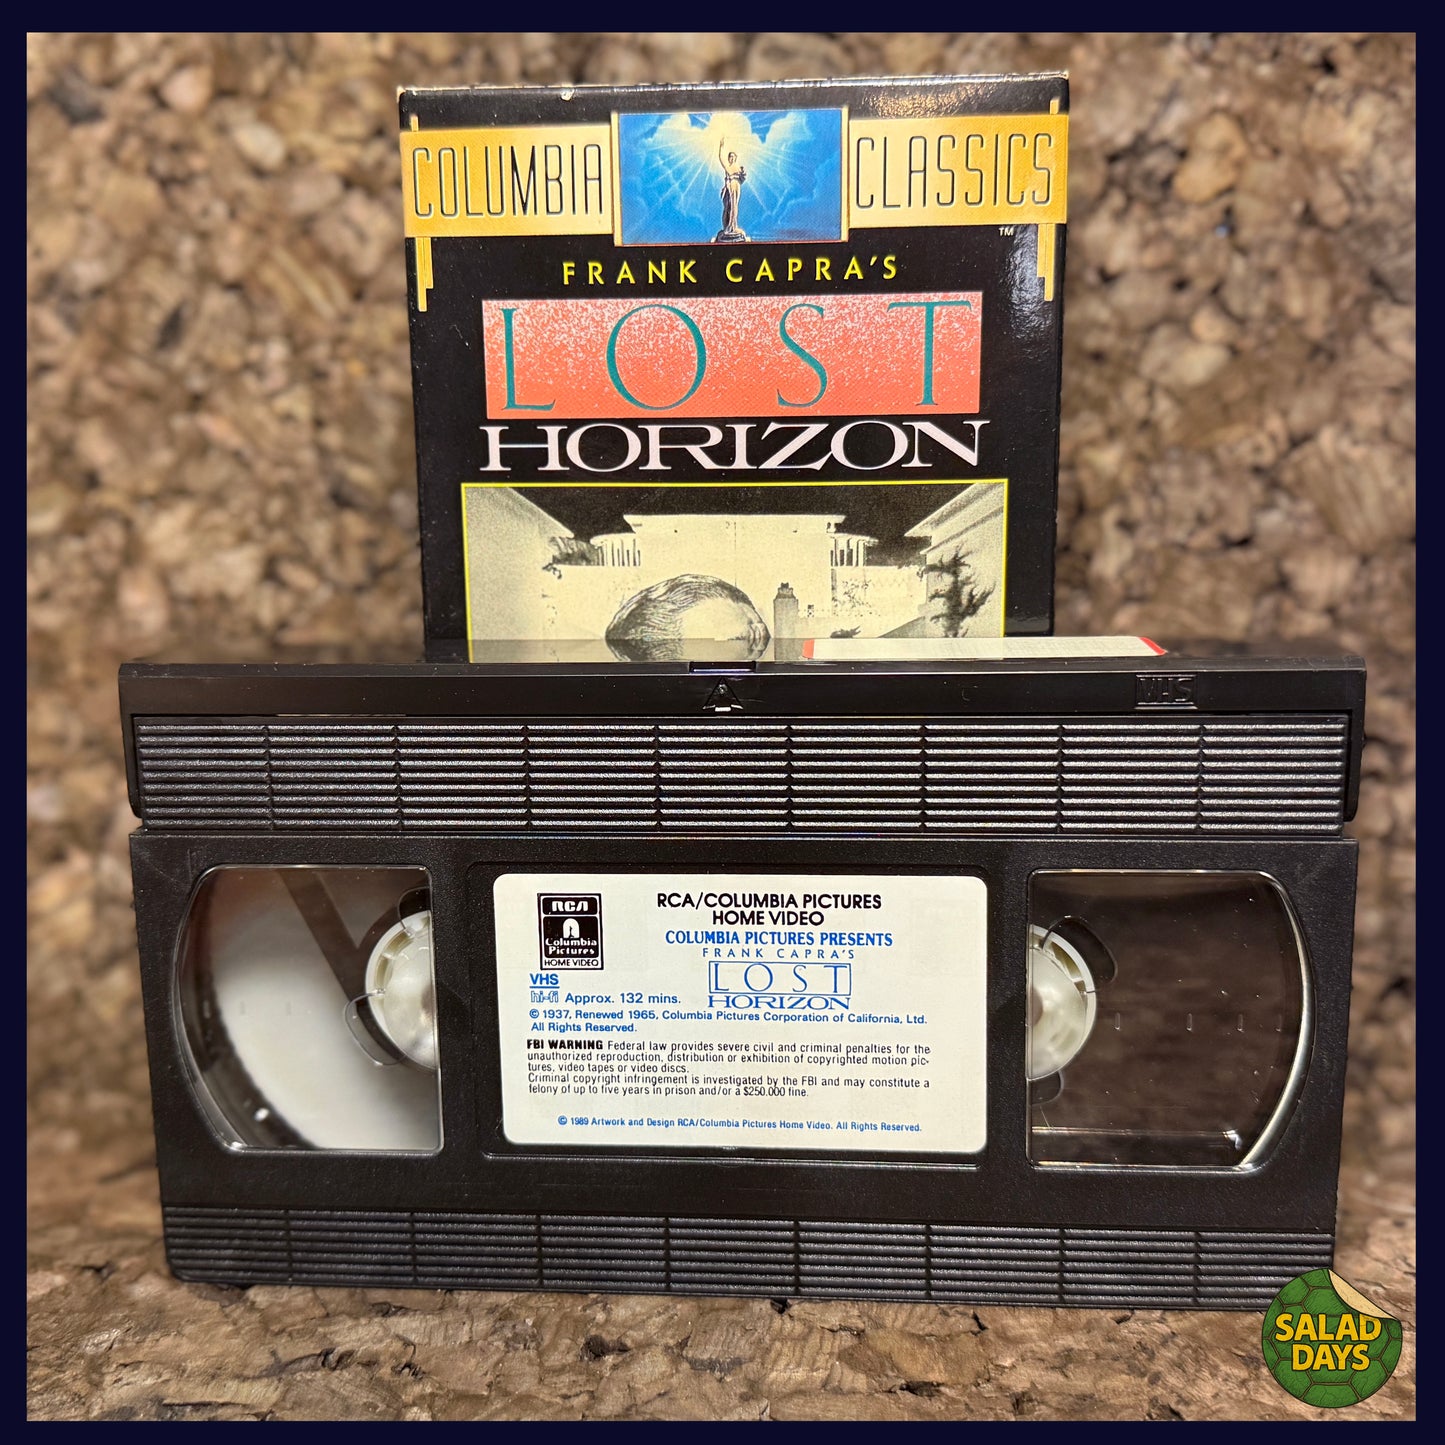 COLUMBIA CLASSICS
TM
FRANK CAPRA'S
LOST
HORIZON
VHS
RCA
Columbia
Pictures
HOME VIDEO
RCA/COLUMBIA PICTURES
HOME VIDEO
COLUMBIA PICTURES PRESENTS
FRANK CAPRA'S
LOST
HORIZON
VHS
hi-fi Approx. 132 mins.
© 1937, Renewed 1965, Columbia Pictures Corporation of California, Ltd.
All Rights Reserved.
FBI WARNING Federal law provides severe civil and criminal penalties for the
unauthorized reproduction, distribution or exhibition of copyrighted motion pic-
tures, video tapes or video discs.
Criminal copyright infringement is investigated by the FBI and may constitute a
felony of up to five years in prison and/or a $250.000 fine.
© 1989 Artwork and Design RCA/Columbia Pictures Home Video. All Rights Reserved.
SALAD
DAYS